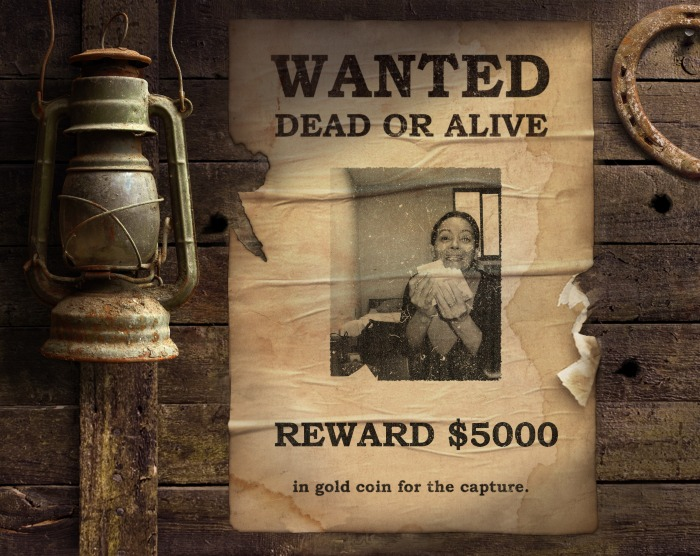 WANTED
DEAD OR ALIVE
REWARD $5000
in gold coin for the capture.